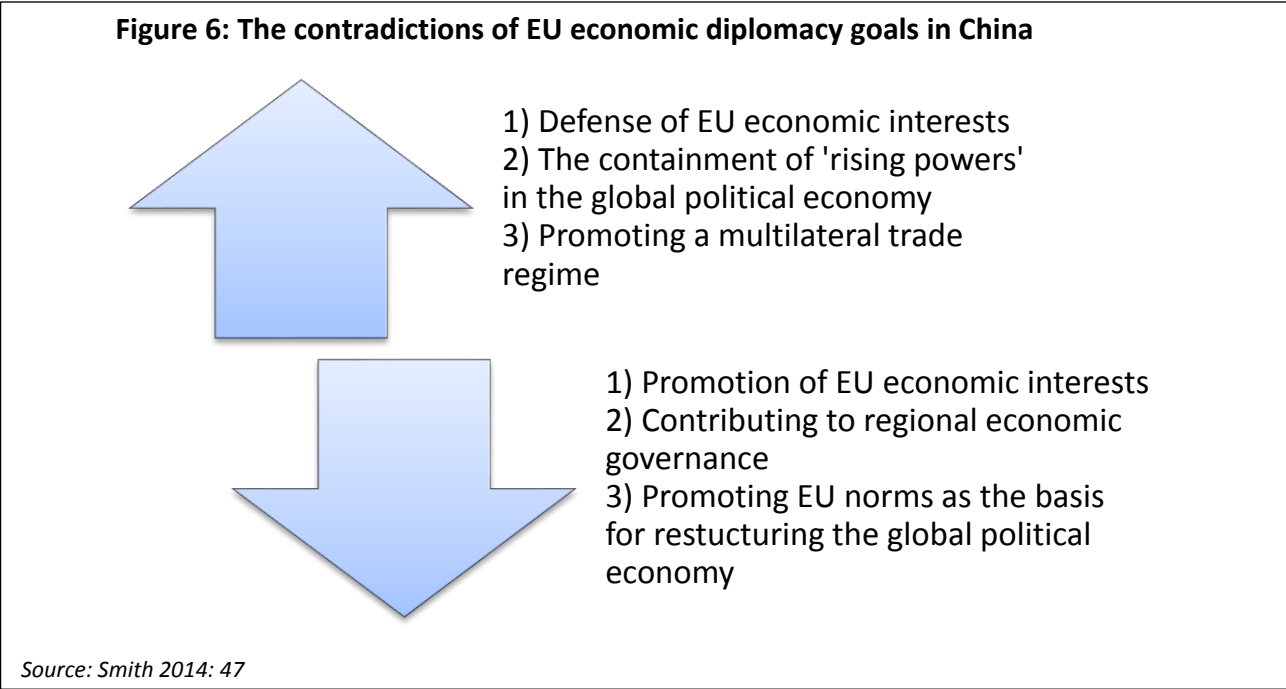 Figure 6: The contradictions of EU economic diplomacy goals in China
1) Defense of EU economic interests
2) The containment of 'rising powers'
in the global political economy
3) Promoting a multilateral trade
regime
1) Promotion of EU economic interests
2) Contributing to regional economic
governance
3) Promoting EU norms as the basis
for restucturing the global political
economy
Source: Smith 2014: 47